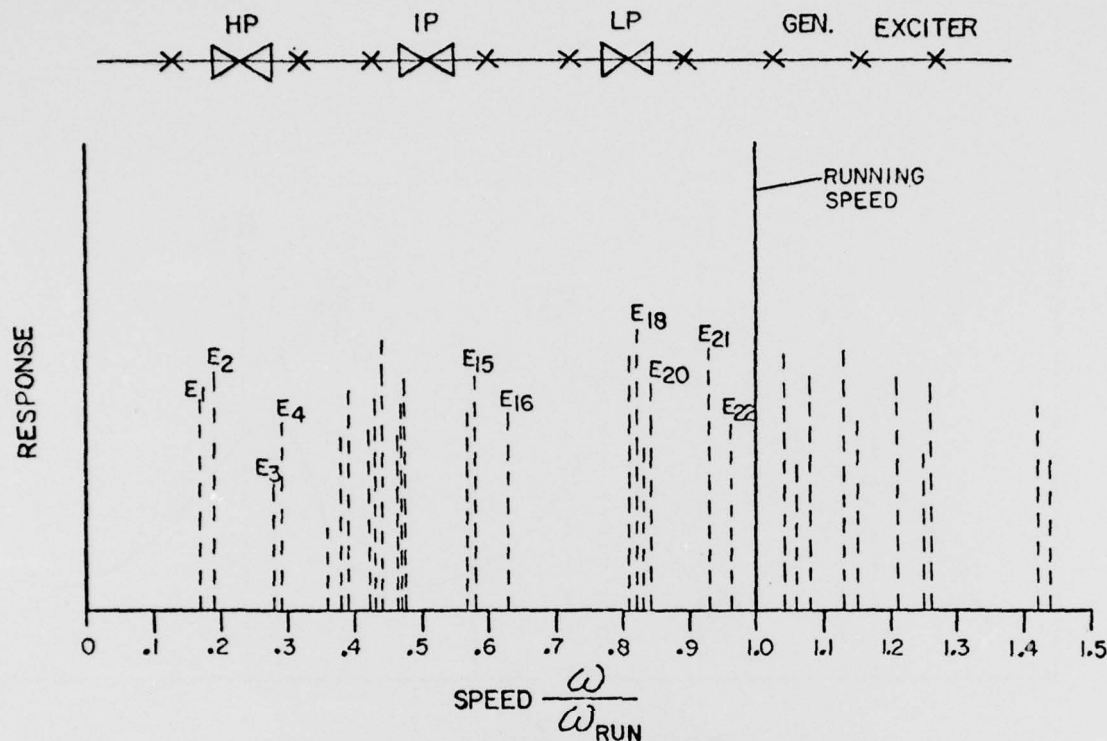 HP IP LP GEN. EXCITER
RUNNING
SPEED
RESPONSE
E1
E2
E3
E4
E15
E16
E18
E20
E21
E22
0 .1 .2 .3 .4 .5 .6 .7 .8 .9 1.0 1.1 1.2 1.3 1.4 1.5
SPEED ω/ωRUN